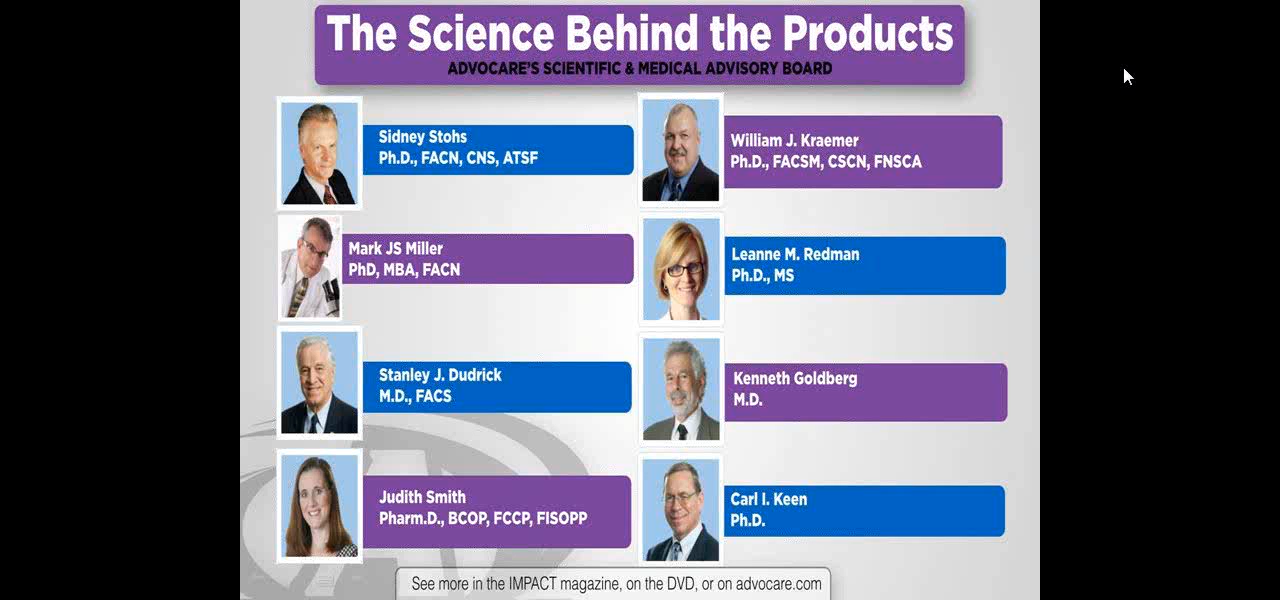 The Science Behind the Products
ADVOCARE'S SCIENTIFIC & MEDICAL ADVISORY BOARD
Sidney Stohs
Ph.D., FACN, CNS, ATSF
Mark JS Miller
PhD, MBA, FACN
Stanley J. Dudrick
M.D., FACS
Judith Smith
Pharm.D., BCOP, FCCP, FISOPP
William J. Kraemer
Ph.D., FACSM, CSCN, FNSCA
Leanne M. Redman
Ph.D., MS
Kenneth Goldberg
M.D.
Carl I. Keen
Ph.D.
See more in the IMPACT magazine, on the DVD, or on advocare.com